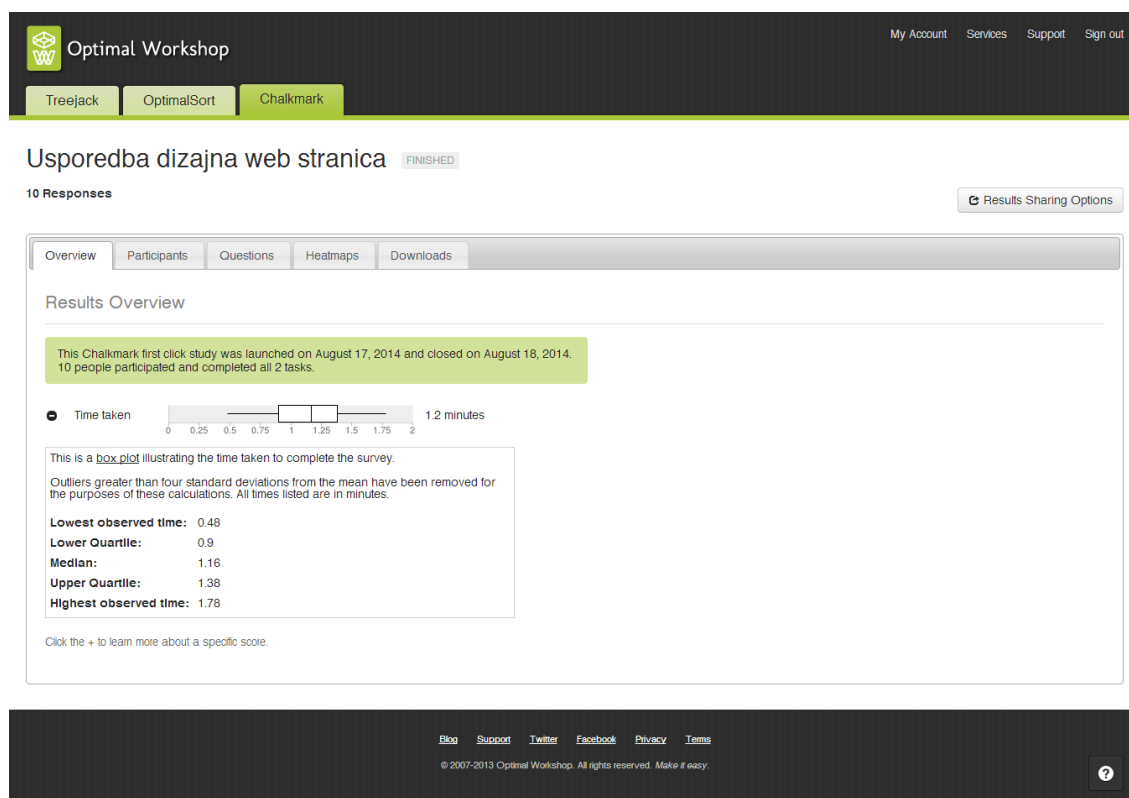 Optimal Workshop
My Account Services Support Sign out
Treejack OptimalSort Chalkmark
Usporedba dizajna web stranica FINISHED
10 Responses
Results Sharing Options
Overview Participants Questions Heatmaps Downloads
Results Overview
This Chalkmark first click study was launched on August 17, 2014 and closed on August 18, 2014.
10 people participated and completed all 2 tasks.
Time taken 1.2 minutes
0 0.25 0.5 0.75 1 1.25 1.5 1.75 2
This is a box plot illustrating the time taken to complete the survey.
Outliers greater than four standard deviations from the mean have been removed for
the purposes of these calculations. All times listed are in minutes.
Lowest observed time: 0.48
Lower Quartile: 0.9
Median: 1.16
Upper Quartile: 1.38
Highest observed time: 1.78
Click the + to learn more about a specific score.
Blog Support Twitter Facebook Privacy Terms
© 2007-2013 Optimal Workshop. All rights reserved. Make it easy.
?